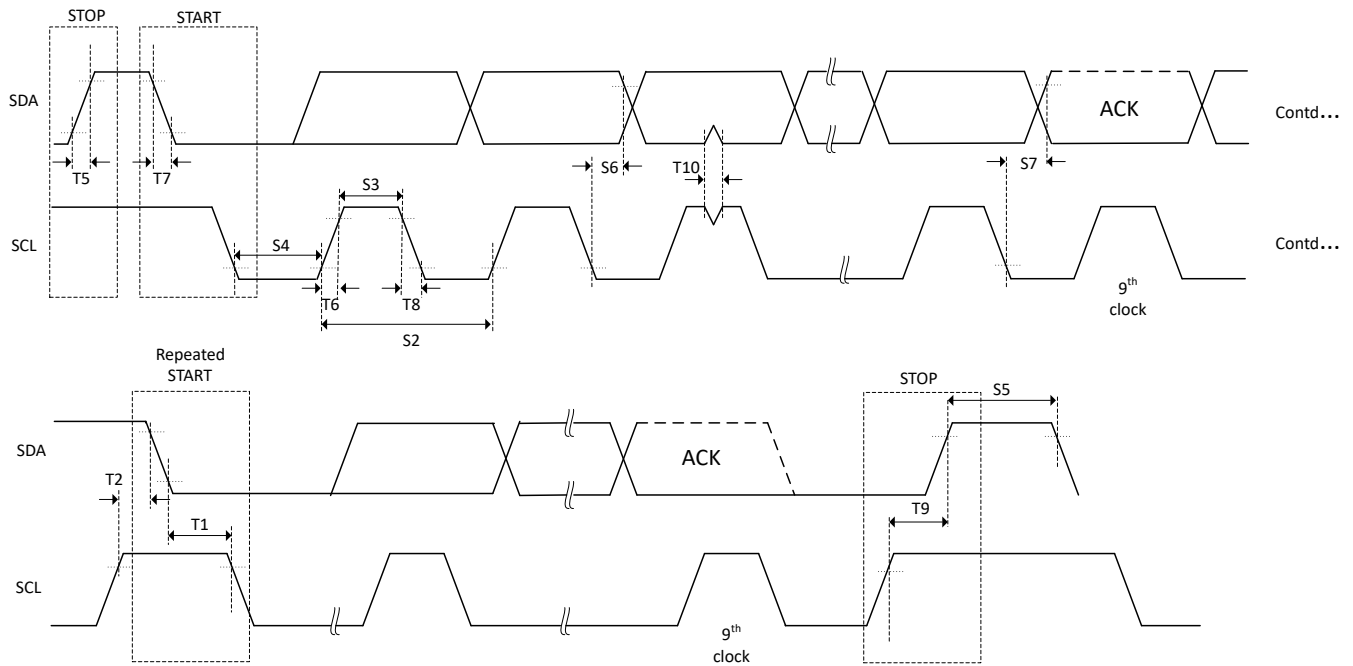 STOP
START
SDA
ACK
Contd...
T5
T7
S6
T10
S7
S3
SCL
S4
Contd...
T6
T8
S2
9th
clock
Repeated
START
STOP
S5
SDA
ACK
T2
T9
T1
SCL
9th
clock